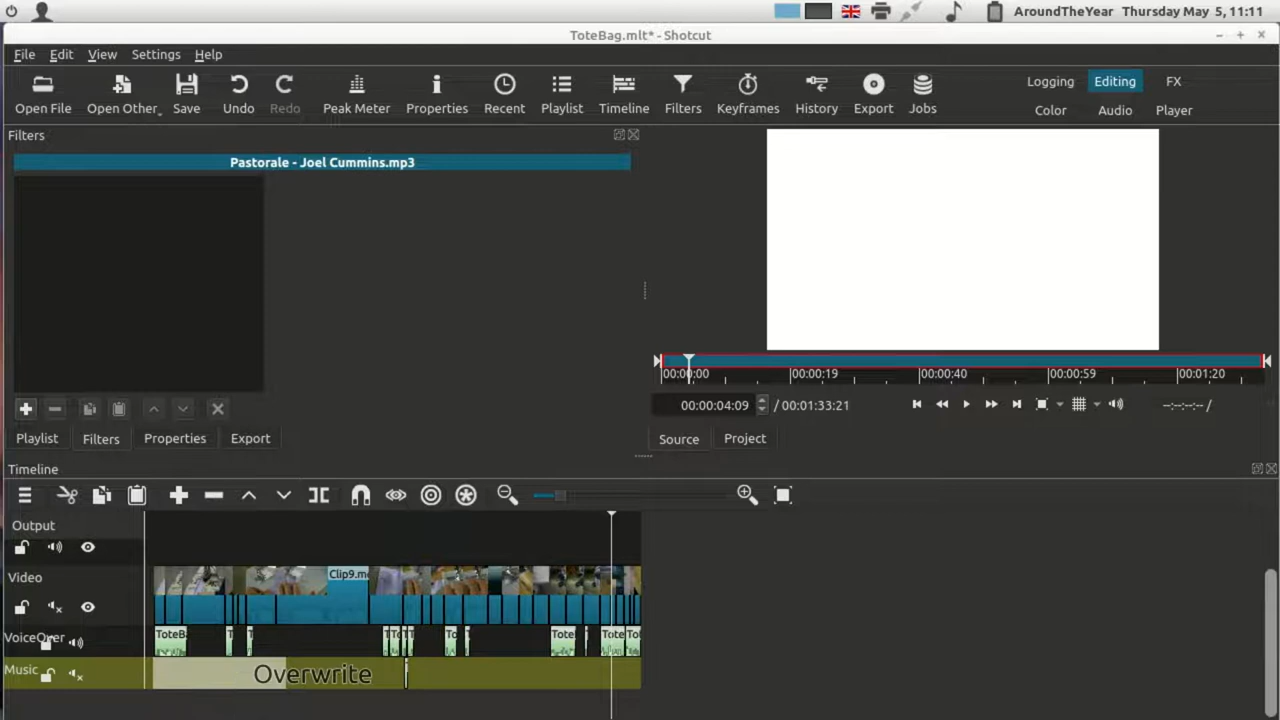 AroundTheYear Thursday May 5, 11:11
ToteBag.mlt* - Shotcut
File Edit View Settings Help
Open File Open Other Save Undo Redo Peak Meter Properties Recent Playlist Timeline Filters Keyframes History Export Jobs
Logging Editing FX
Color Audio Player
Filters
Pastorale - Joel Cummins.mp3
00:00:00 00:00:19 00:00:40 00:00:59 00:01:20
00:00:04:09 / 00:01:33:21 --:--:--:-- /
Playlist Filters Properties Export
Source Project
Timeline
Output
Video
Clip9.m
VoiceOver
ToteB T T T To T T To T Tote Tote Tot
Music
Overwrite